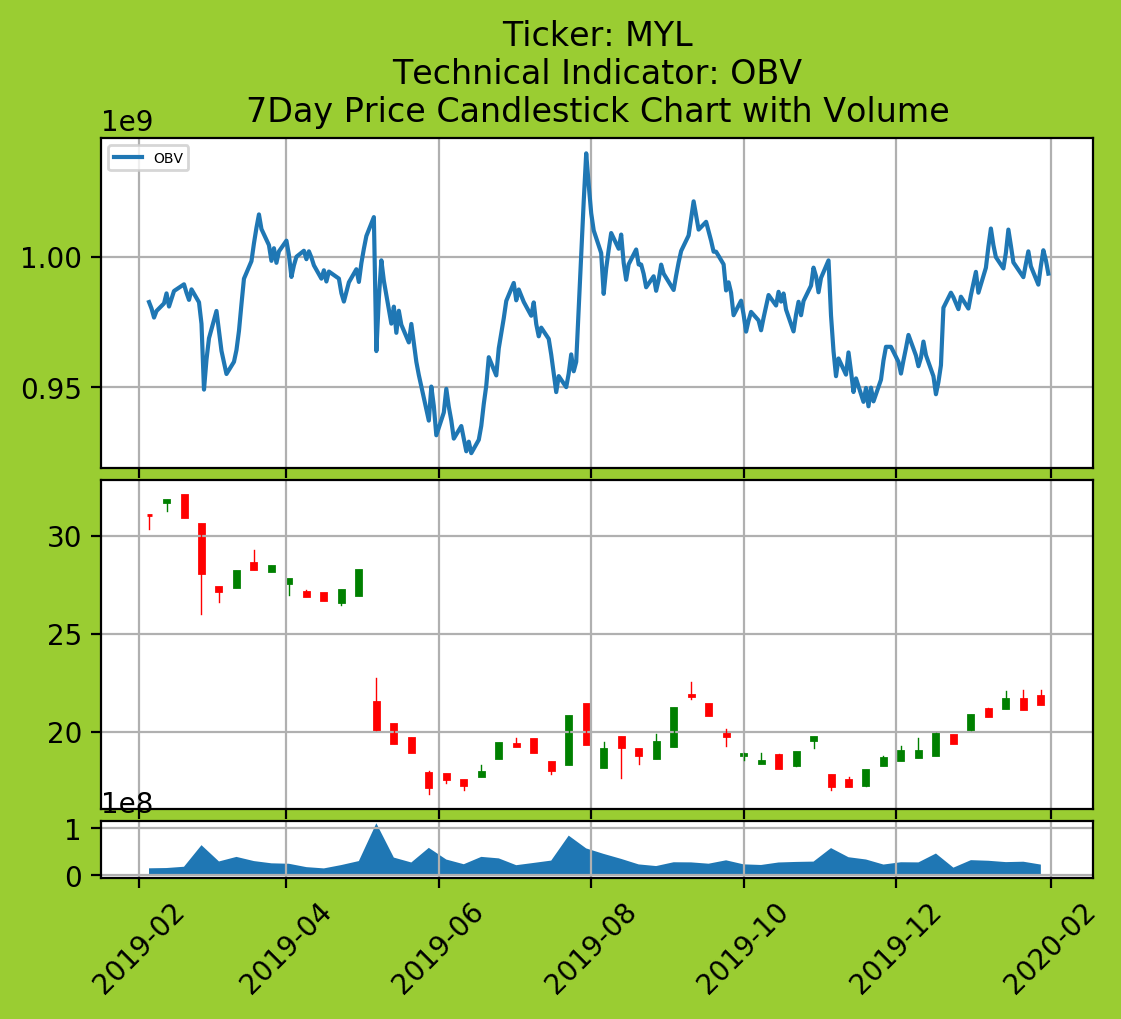 Ticker: MYL
Technical Indicator: OBV
7Day Price Candlestick Chart with Volume
1e9
OBV
1.00
0.95
30
25
20
1e8
1
0
2019-02
2019-04
2019-06
2019-08
2019-10
2019-12
2020-02